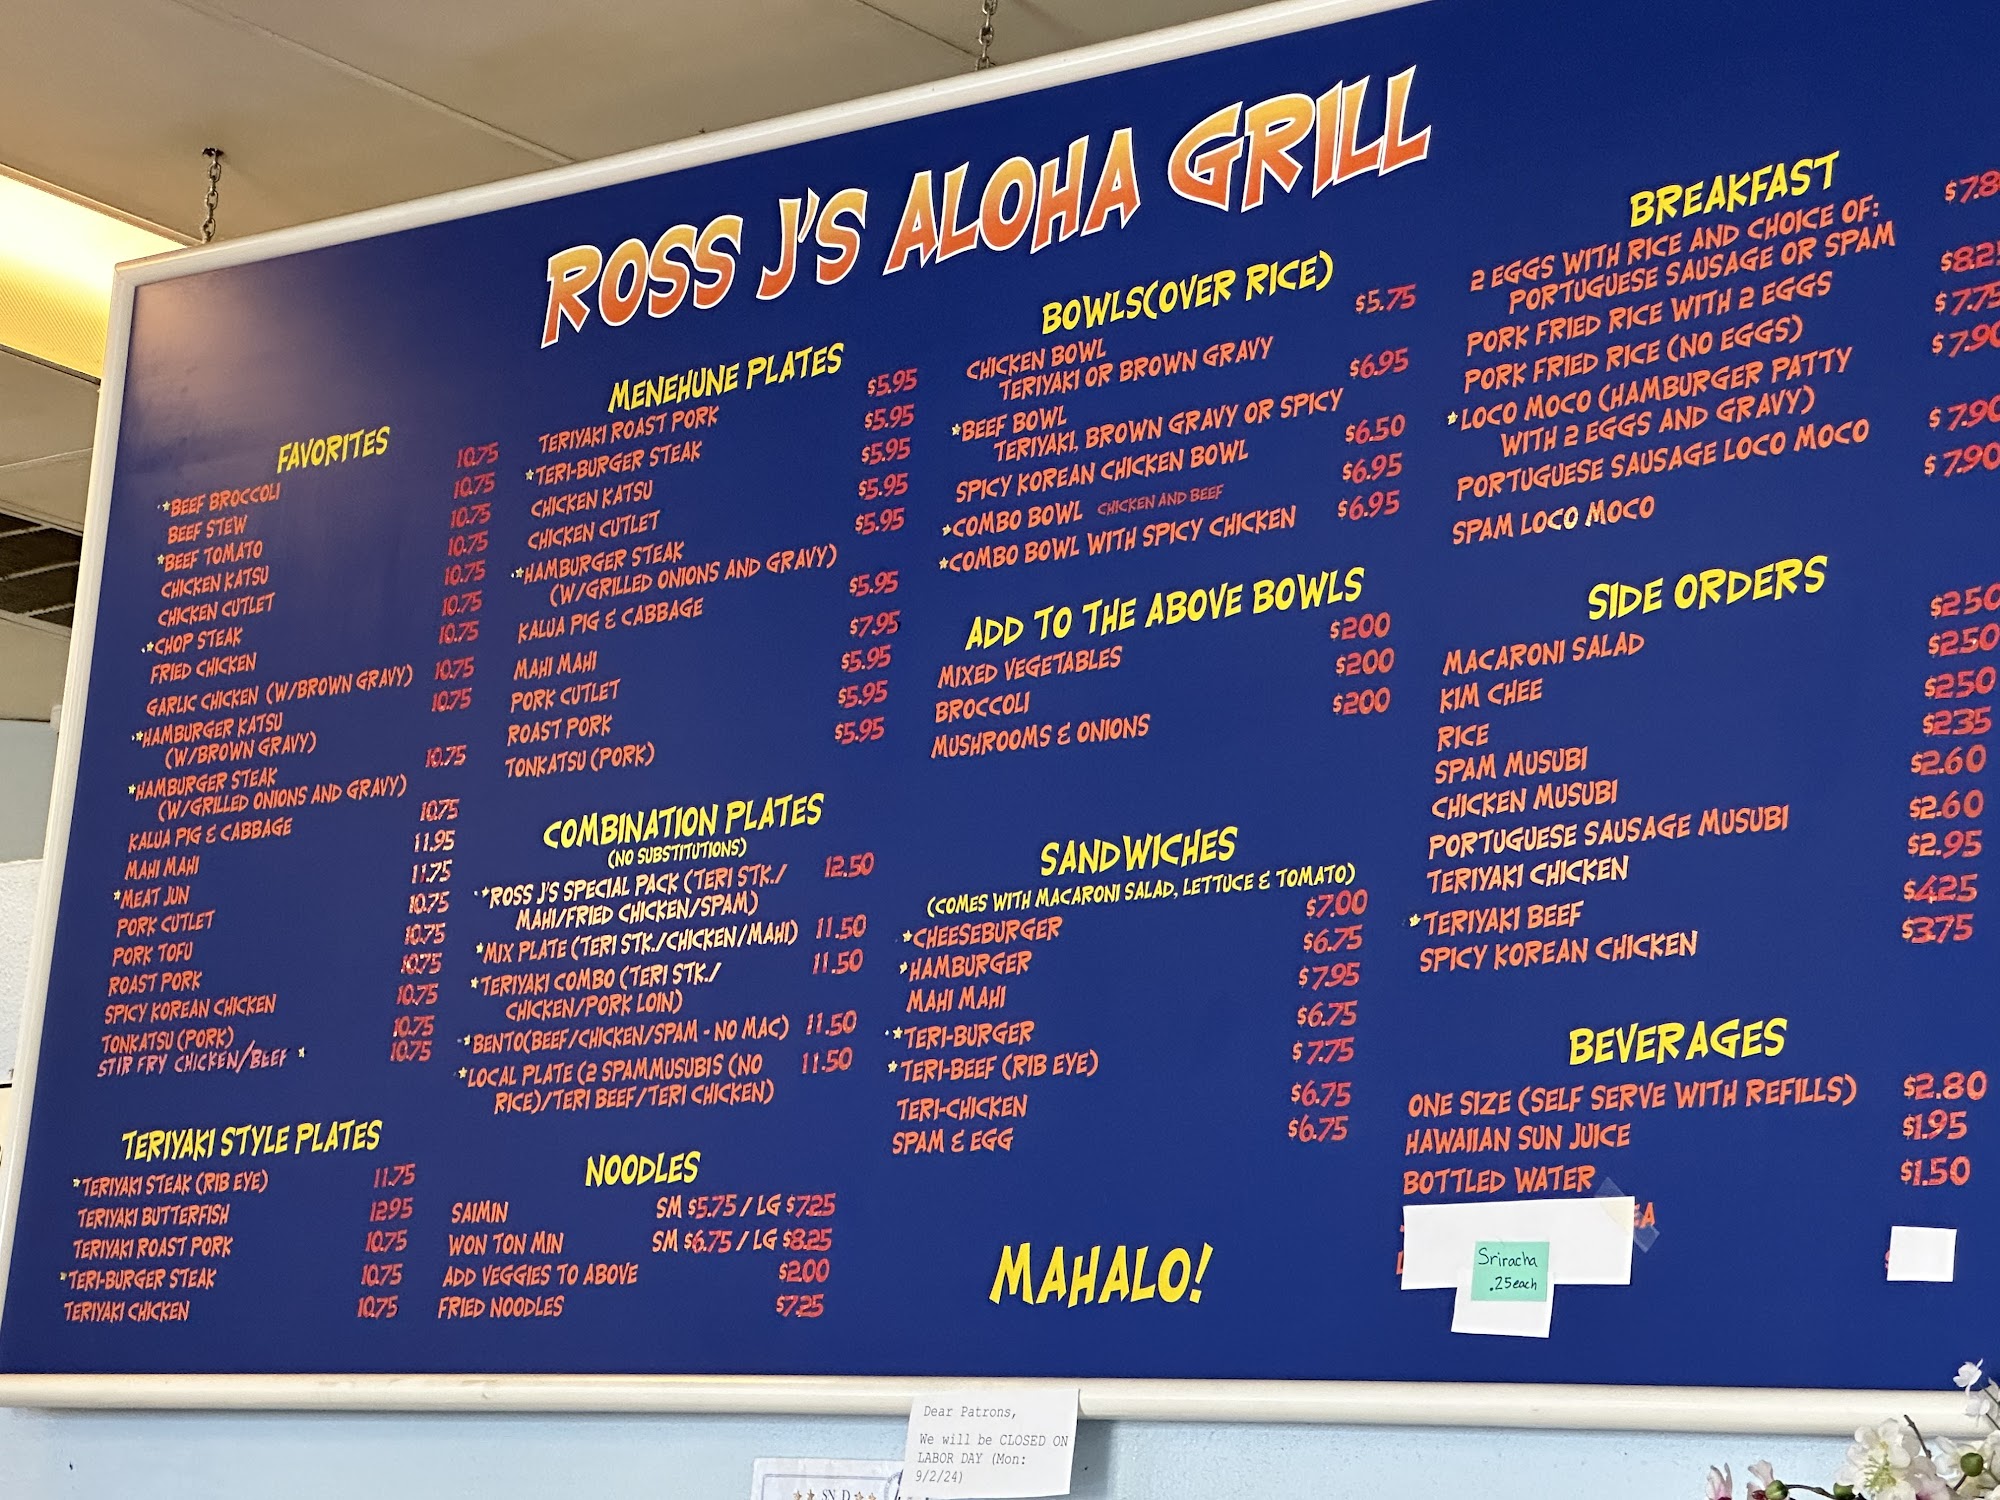 ROSS J'S ALOHA GRILL
FAVORITES
*BEEF BROCCOLI 10.75
BEEF STEW 10.75
*BEEF TOMATO 10.75
CHICKEN KATSU 10.75
CHICKEN CUTLET 10.75
*CHOP STEAK 10.75
FRIED CHICKEN 10.75
GARLIC CHICKEN (W/BROWN GRAVY) 10.75
*HAMBURGER KATSU 10.75
(W/BROWN GRAVY)
*HAMBURGER STEAK 10.75
(W/GRILLED ONIONS AND GRAVY)
KALUA PIG & CABBAGE 10.75
MAHI MAHI 11.95
*MEAT JUN 11.75
PORK CUTLET 10.75
PORK TOFU 10.75
ROAST PORK 10.75
SPICY KOREAN CHICKEN 10.75
TONKATSU (PORK) 10.75
STIR FRY CHICKEN/BEEF * 10.75
TERIYAKI STYLE PLATES
*TERIYAKI STEAK (RIB EYE) 11.75
TERIYAKI BUTTERFISH 12.95
TERIYAKI ROAST PORK 10.75
*TERI-BURGER STEAK 10.75
TERIYAKI CHICKEN 10.75
MENEHUNE PLATES
TERIYAKI ROAST PORK $5.95
*TERI-BURGER STEAK $5.95
CHICKEN KATSU $5.95
CHICKEN CUTLET $5.95
*HAMBURGER STEAK $5.95
(W/GRILLED ONIONS AND GRAVY)
KALUA PIG & CABBAGE $5.95
MAHI MAHI $7.95
PORK CUTLET $5.95
ROAST PORK $5.95
TONKATSU (PORK) $5.95
COMBINATION PLATES
(NO SUBSTITUTIONS)
*ROSS J'S SPECIAL PACK (TERI STK./ 12.50
MAHI/FRIED CHICKEN/SPAM)
*MIX PLATE (TERI STK./CHICKEN/MAHI) 11.50
*TERIYAKI COMBO (TERI STK./ 11.50
CHICKEN/PORK LOIN)
*BENTO(BEEF/CHICKEN/SPAM - NO MAC) 11.50
*LOCAL PLATE (2 SPAMMUSUBIS (NO 11.50
RICE)/TERI BEEF/TERI CHICKEN)
NOODLES
SAIMIN SM $5.75 / LG $7.25
WON TON MIN SM $6.75 / LG $8.25
ADD VEGGIES TO ABOVE $2.00
FRIED NOODLES $7.25
BOWLS(OVER RICE)
CHICKEN BOWL $5.75
TERIYAKI OR BROWN GRAVY
*BEEF BOWL $6.95
TERIYAKI, BROWN GRAVY OR SPICY
SPICY KOREAN CHICKEN BOWL $6.50
*COMBO BOWL CHICKEN AND BEEF $6.95
*COMBO BOWL WITH SPICY CHICKEN $6.95
ADD TO THE ABOVE BOWLS
MIXED VEGETABLES $2.00
BROCCOLI $2.00
MUSHROOMS & ONIONS $2.00
SANDWICHES
(COMES WITH MACARONI SALAD, LETTUCE & TOMATO)
*CHEESEBURGER $7.00
*HAMBURGER $6.75
MAHI MAHI $7.95
*TERI-BURGER $6.75
*TERI-BEEF (RIB EYE) $7.75
TERI-CHICKEN $6.75
SPAM & EGG $6.75
MAHALO!
BREAKFAST
2 EGGS WITH RICE AND CHOICE OF: $7.8
PORTUGUESE SAUSAGE OR SPAM
PORK FRIED RICE WITH 2 EGGS $8.25
PORK FRIED RICE (NO EGGS) $7.75
*LOCO MOCO (HAMBURGER PATTY $7.90
WITH 2 EGGS AND GRAVY)
PORTUGUESE SAUSAGE LOCO MOCO $7.90
SPAM LOCO MOCO $7.90
SIDE ORDERS
MACARONI SALAD $2.50
KIM CHEE $2.50
RICE $2.50
SPAM MUSUBI $2.35
CHICKEN MUSUBI $2.60
PORTUGUESE SAUSAGE MUSUBI $2.60
TERIYAKI CHICKEN $2.95
*TERIYAKI BEEF $4.25
SPICY KOREAN CHICKEN $3.75
BEVERAGES
ONE SIZE (SELF SERVE WITH REFILLS) $2.80
HAWAIIAN SUN JUICE $1.95
BOTTLED WATER $1.50
EA
Sriracha
.25 each
Dear Patrons,
We will be CLOSED ON
LABOR DAY (Mon:
9/2/24)